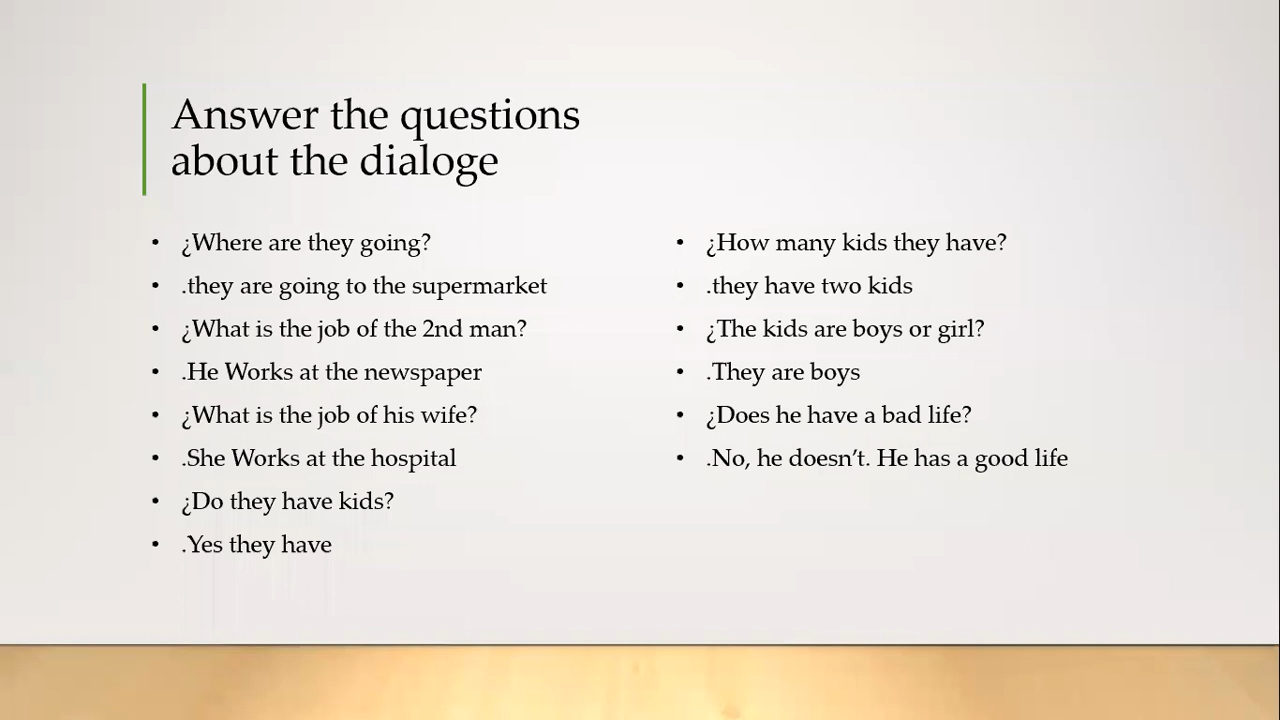 Answer the questions
about the dialoge
• ¿Where are they going?
• .they are going to the supermarket
• ¿What is the job of the 2nd man?
• .He Works at the newspaper
• ¿What is the job of his wife?
• .She Works at the hospital
• ¿Do they have kids?
• .Yes they have
• ¿How many kids they have?
• .they have two kids
• ¿The kids are boys or girl?
• .They are boys
• ¿Does he have a bad life?
• .No, he doesn’t. He has a good life